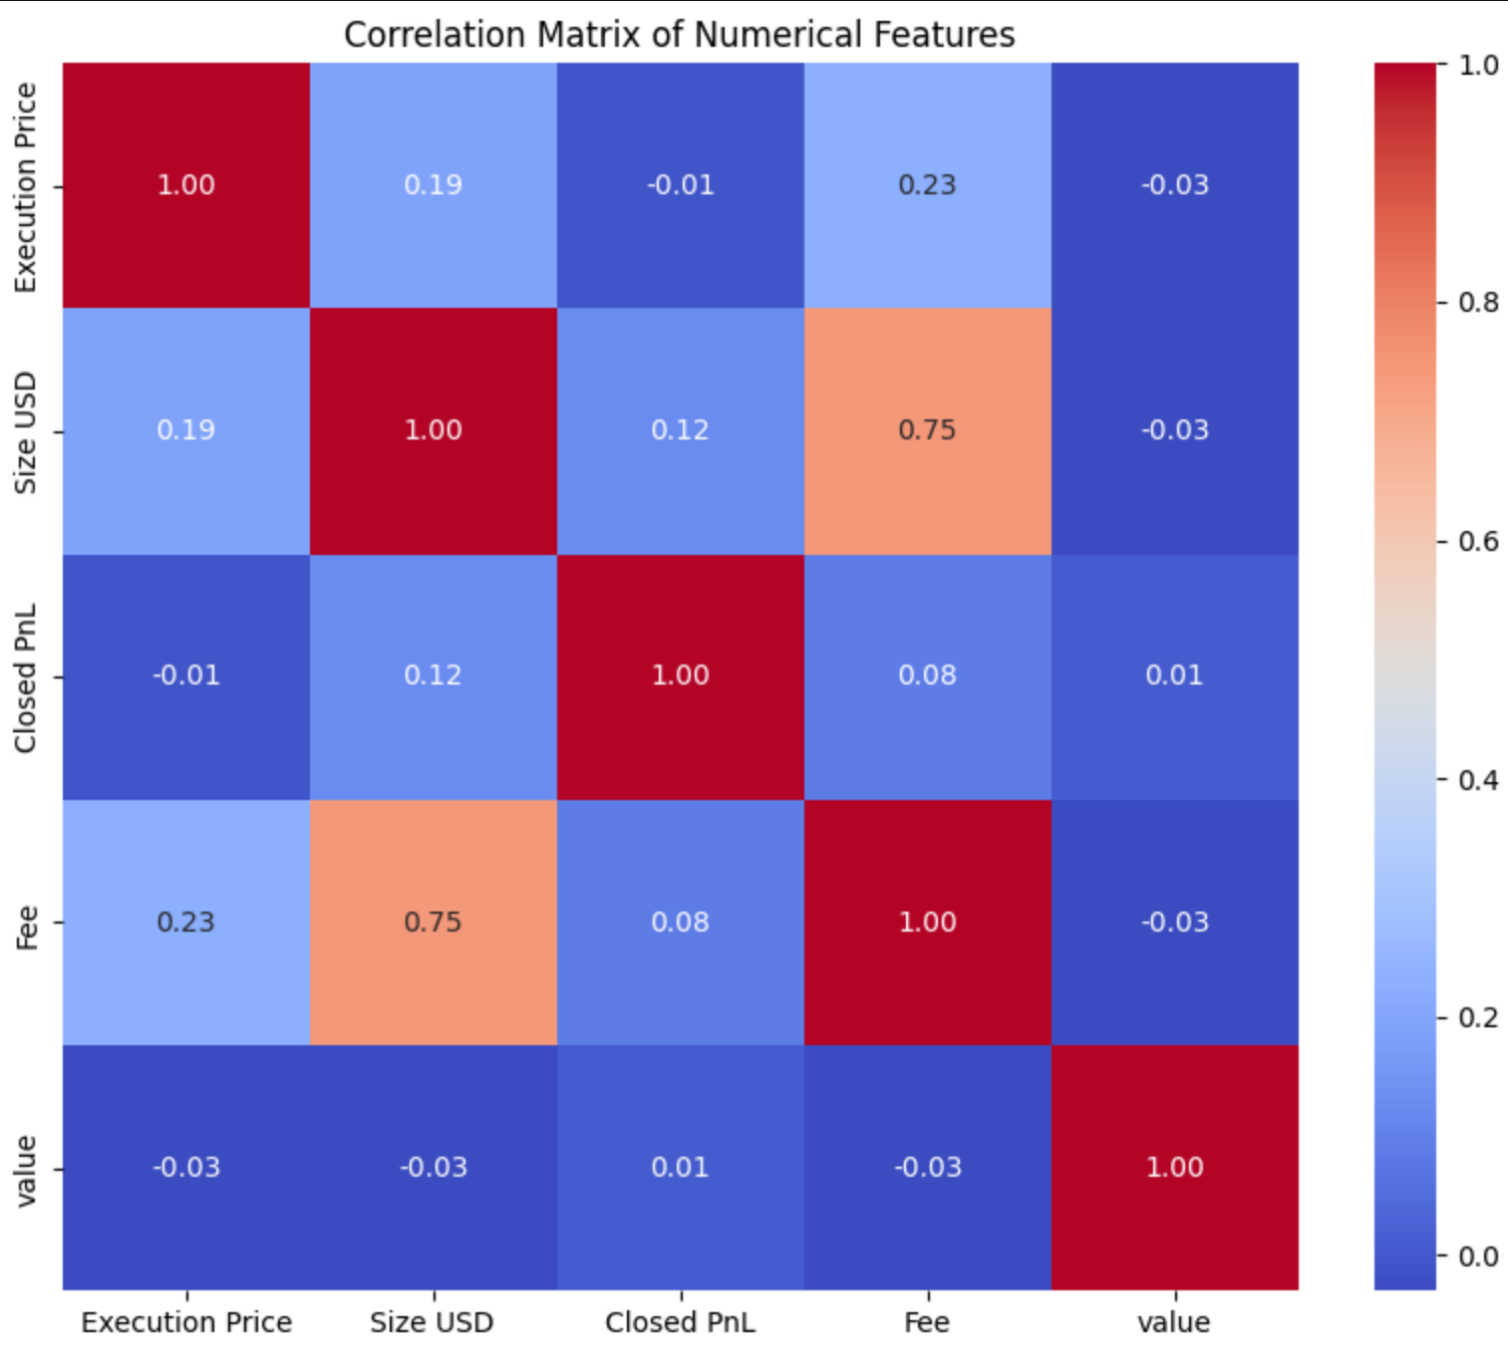 Correlation Matrix of Numerical Features
Execution Price
1.00 0.19 -0.01 0.23 -0.03
Size USD
0.19 1.00 0.12 0.75 -0.03
Closed PnL
-0.01 0.12 1.00 0.08 0.01
Fee
0.23 0.75 0.08 1.00 -0.03
value
-0.03 -0.03 0.01 -0.03 1.00
Execution Price Size USD Closed PnL Fee value
1.0
0.8
0.6
0.4
0.2
0.0